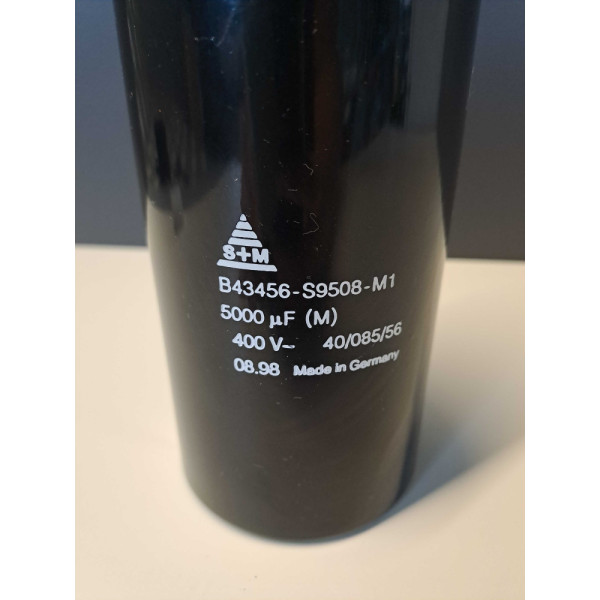 S+M
B43456-S9508-M1
5000 µF (M)
400 V~ 40/085/56
08.98 Made in Germany